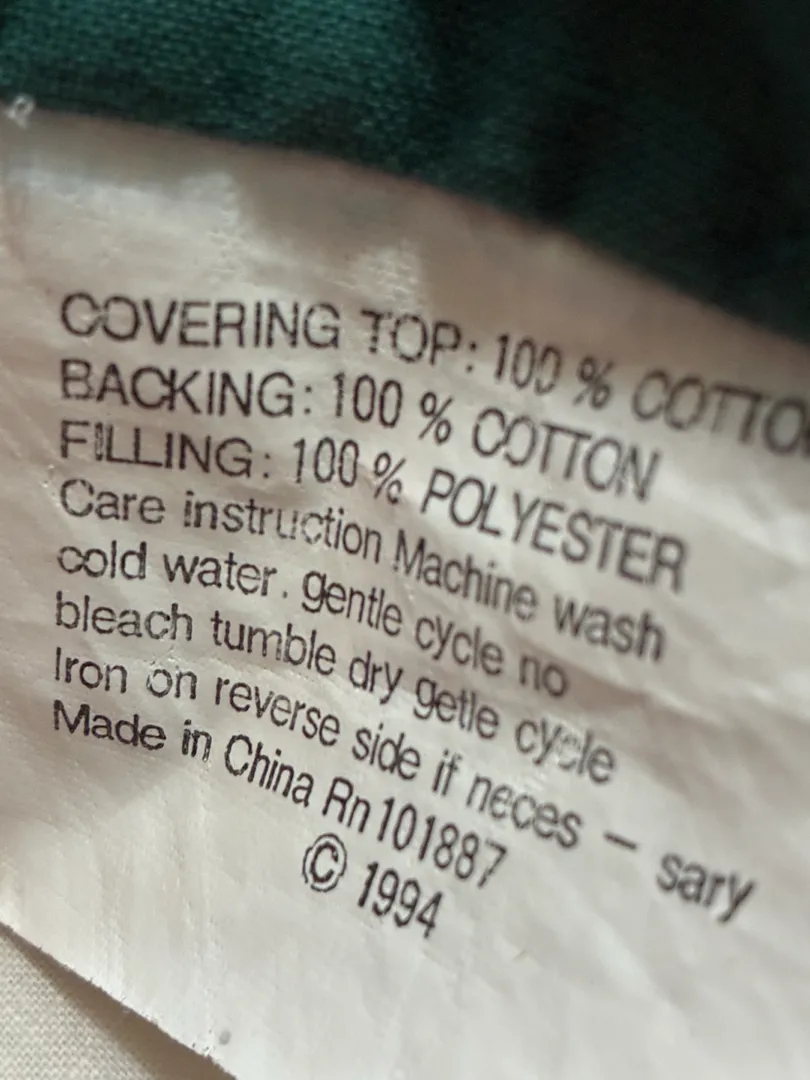 COVERING TOP: 100 % COTTON
BACKING: 100 % COTTON
FILLING: 100 % POLYESTER
Care instruction Machine wash
cold water. gentle cycle no
bleach tumble dry getle cycle
Iron on reverse side if neces – sary
Made in China Rn 101887
© 1994